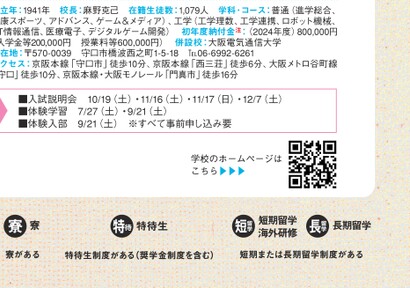 立年：1941年　校長：麻野克己　在籍生徒数：1,079人　学科・コース：普通（進学総合、
康スポーツ、アドバンス、ゲーム&メディア）、工学（工学理数、工学連携、ロボット機械、
IT情報通信、医療電子、デジタルゲーム開発）　初年度納付金注：（2024年度）800,000円
入学金等200,000円　授業料等600,000円）　併設校：大阪電気通信大学
在地：〒570-0039　守口市橋波西之町1-5-18　TEL06-6992-6261
クセス：京阪本線「守口市」徒歩10分、京阪本線「西三荘」徒歩6分、大阪メトロ谷町線
守口」徒歩10分、京阪本線・大阪モノレール「門真市」徒歩16分
■入試説明会　10/19（土）・11/16（土）・11/17（日）・12/7（土）
■体験学習　7/27（土）・9/21（土）
■体験入部　9/21（土）　※すべて事前申し込み要
学校のホームページは
こちら▶▶▶
寮 寮
特待 特待生
短留学 短期留学
海外研修
長留学 長期留学
寮がある
特待生制度がある（奨学金制度を含む）
短期または長期留学制度がある